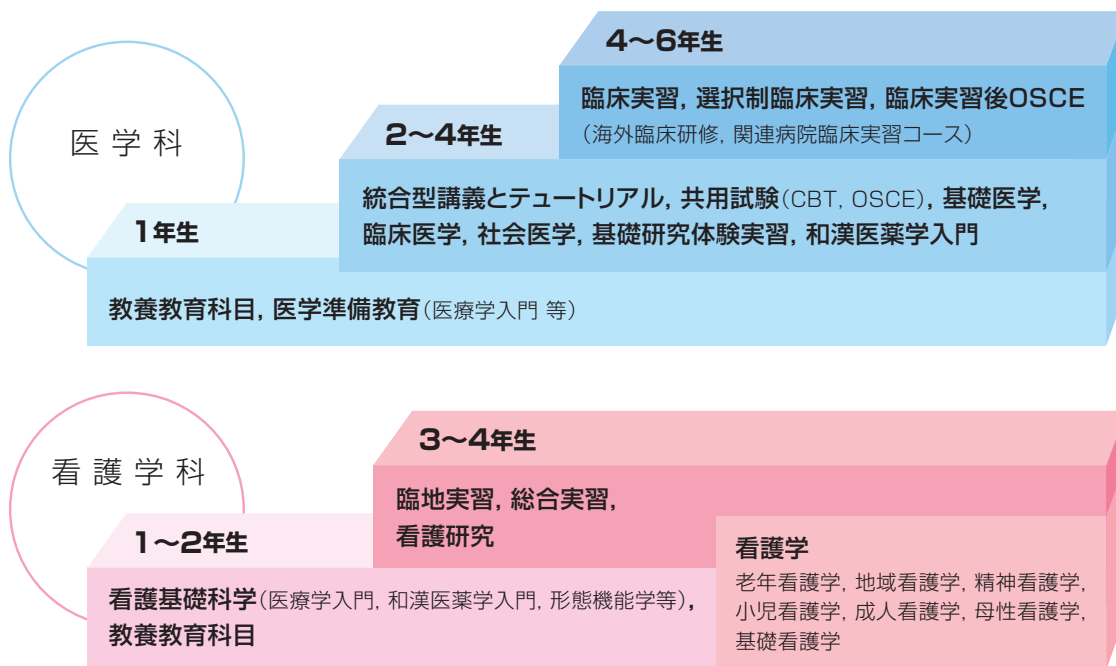 医学科
4〜6年生
臨床実習, 選択制臨床実習, 臨床実習後OSCE
（海外臨床研修, 関連病院臨床実習コース）
2〜4年生
統合型講義とテュートリアル, 共用試験（CBT, OSCE）, 基礎医学,
臨床医学, 社会医学, 基礎研究体験実習, 和漢医薬学入門
1年生
教養教育科目, 医学準備教育（医療学入門 等）
看護学科
3〜4年生
臨地実習, 総合実習,
看護研究
1〜2年生
看護基礎科学（医療学入門, 和漢医薬学入門, 形態機能学等）,
教養教育科目
看護学
老年看護学, 地域看護学, 精神看護学,
小児看護学, 成人看護学, 母性看護学,
基礎看護学